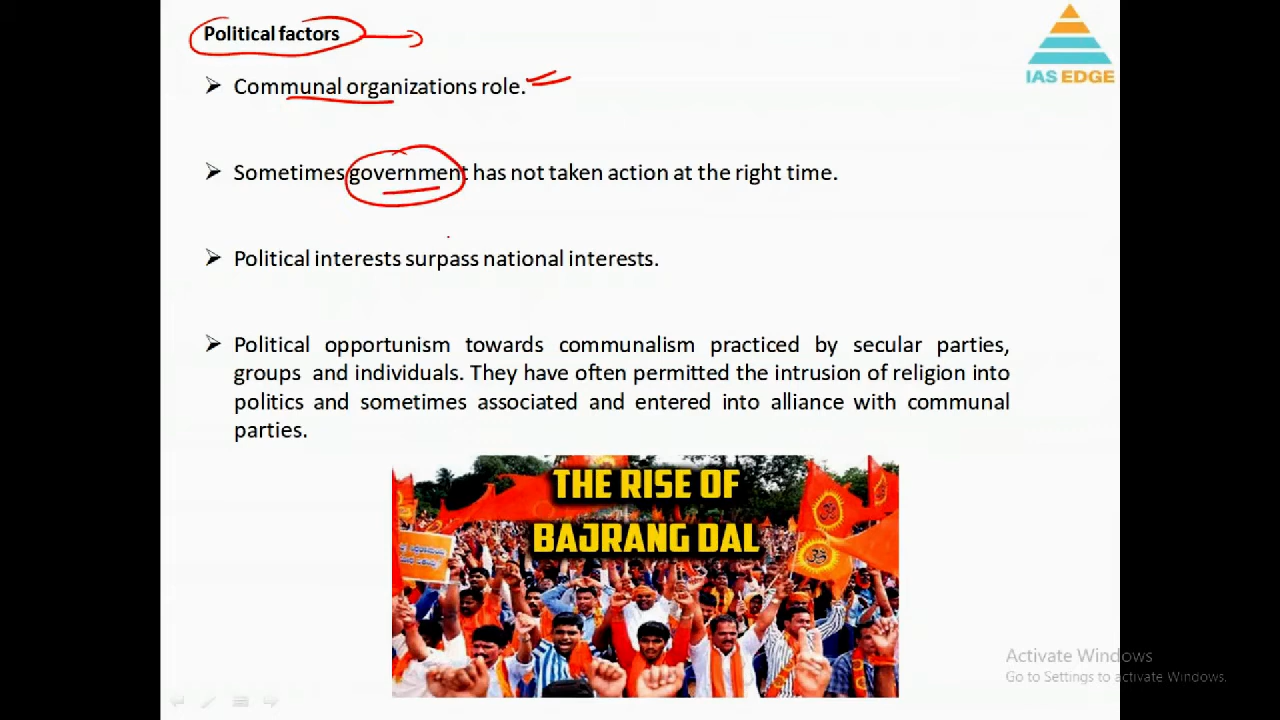 Political factors
IAS EDGE
Communal organizations role.
Sometimes government has not taken action at the right time.
Political interests surpass national interests.
Political opportunism towards communalism practiced by secular parties,
groups and individuals. They have often permitted the intrusion of religion into
politics and sometimes associated and entered into alliance with communal
parties.
THE RISE OF
BAJRANG DAL
Activate Windows
Go to Settings to activate Windows.